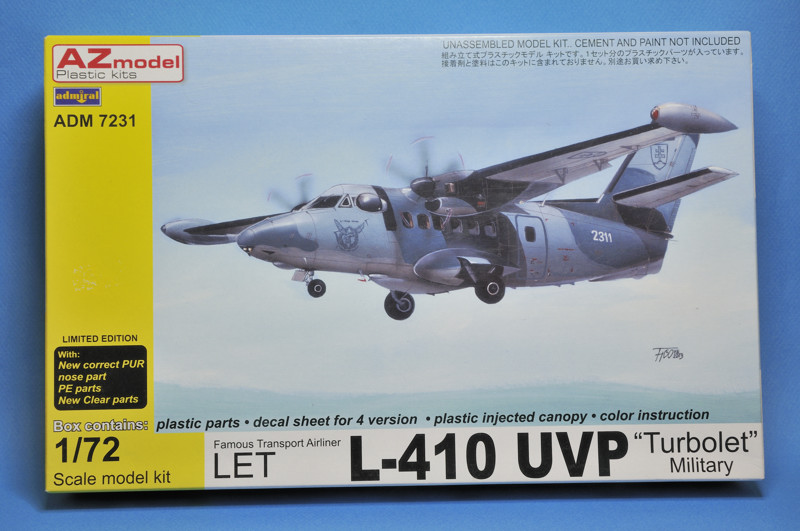 AZmodel
Plastic kits
admiral
ADM 7231
UNASSEMBLED MODEL KIT.. CEMENT AND PAINT NOT INCLUDED
組み立て式プラスチックモデル キットです。1セット分のプラスチックパーツが入っています。
接着剤と塗料はこのキットに含まれておりません。別途お買い求め下さい。
2311
LIMITED EDITION
With:
New correct PUR
nose part
PE parts
New Clear parts
Box contains:
plastic parts • decal sheet for 4 version • plastic injected canopy • color instruction
1/72
Scale model kit
Famous Transport Airliner
LET
L-410 UVP
"Turbolet"
Military